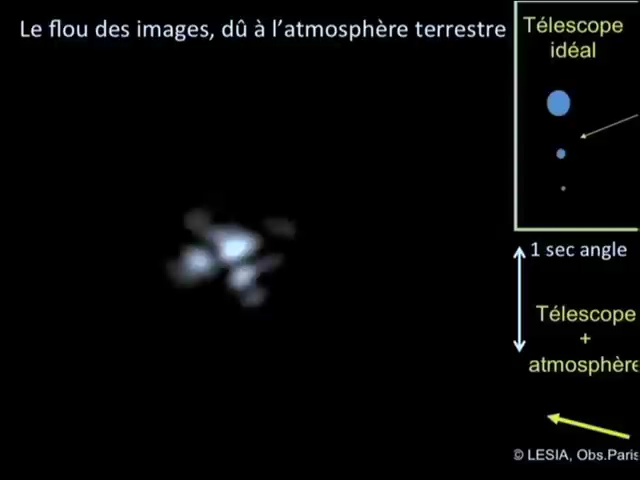 Le flou des images, dû à l’atmosphère terrestre
Télescope
idéal
1 sec angle
Télescope
+
atmosphère
© LESIA, Obs.Paris